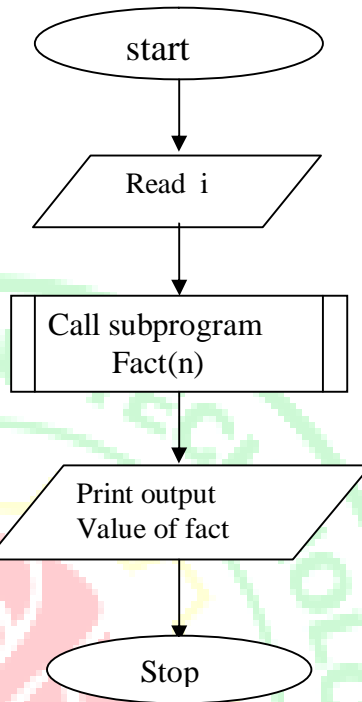 start
Read i
Call subprogram
Fact(n)
Print output
Value of fact
Stop